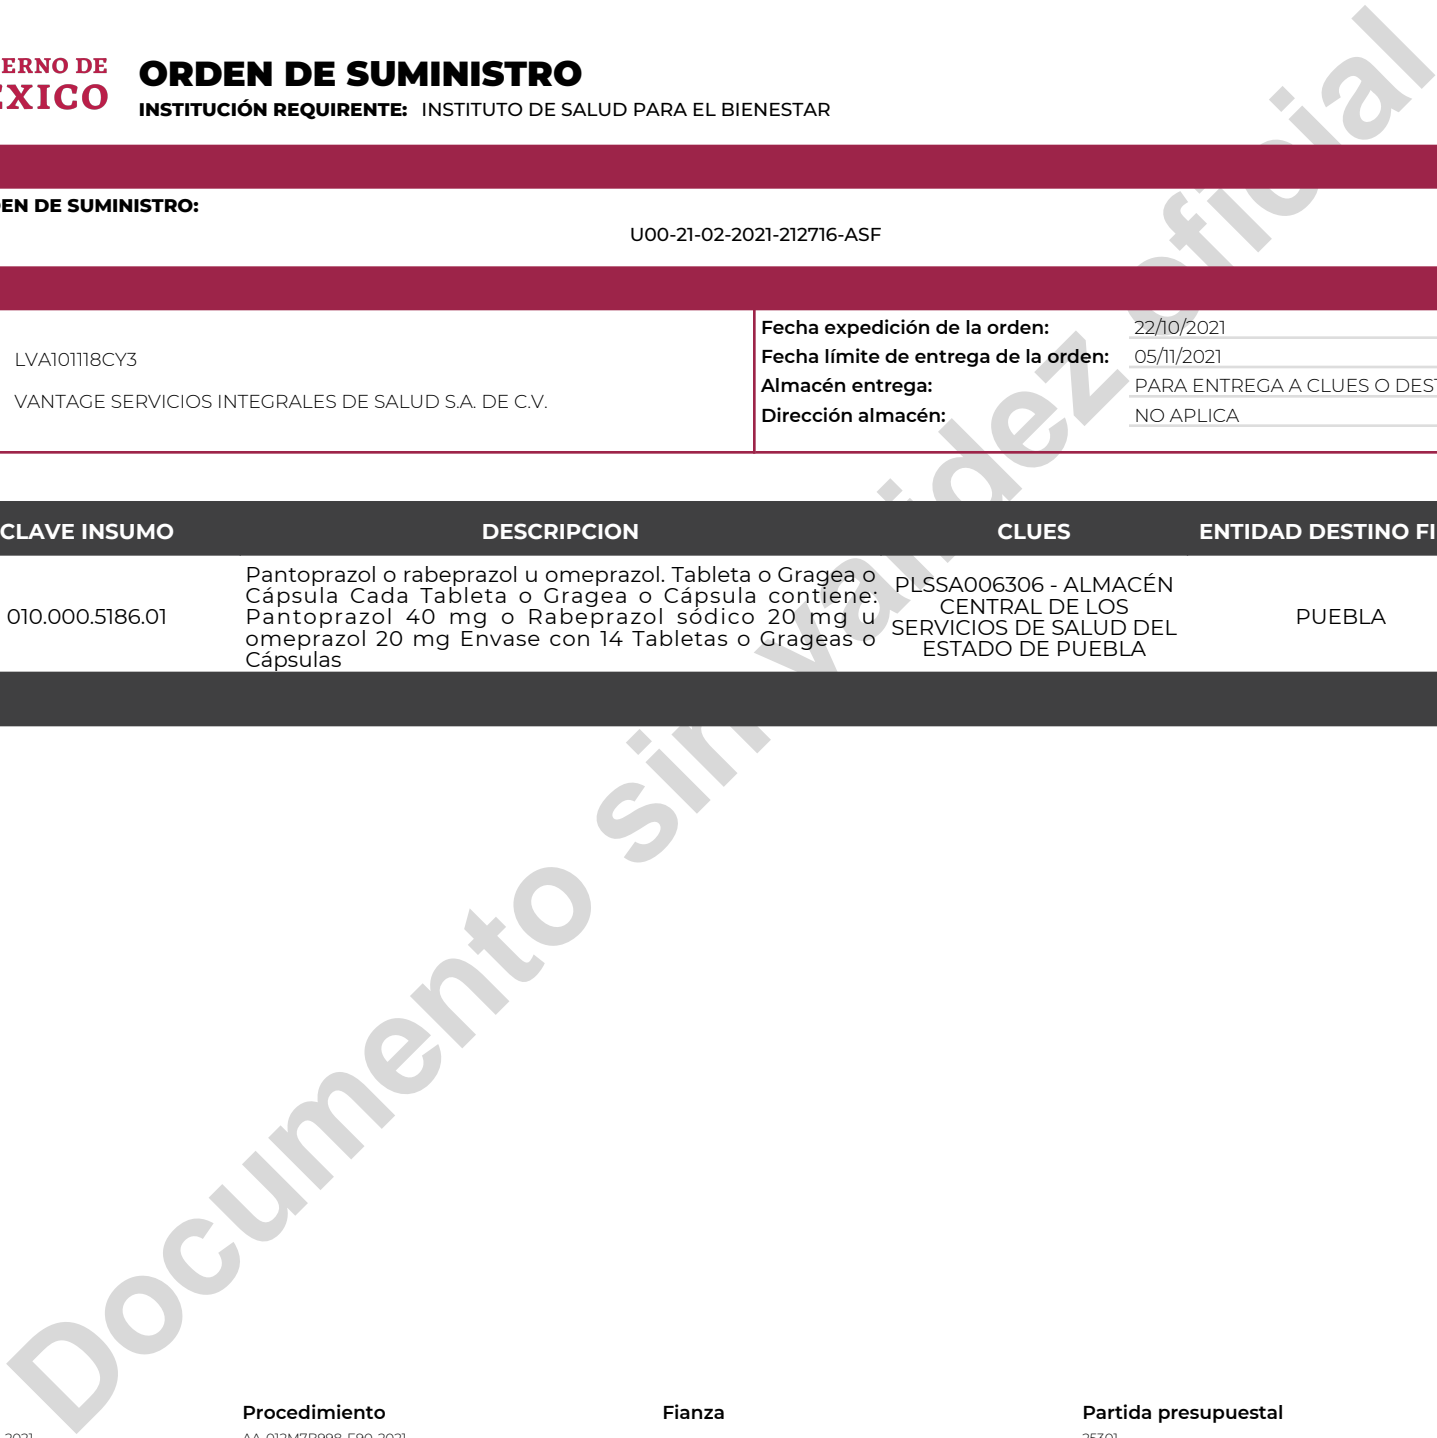 ORDEN DE SUMINISTRO
INSTITUCIÓN REQUIRENTE: INSTITUTO DE SALUD PARA EL BIENESTAR
ERNO DE
XICO
EN DE SUMINISTRO:
U00-21-02-2021-212716-ASF
LVA101118CY3
VANTAGE SERVICIOS INTEGRALES DE SALUD S.A. DE C.V.
Fecha expedición de la orden: 22/10/2021
Fecha límite de entrega de la orden: 05/11/2021
Almacén entrega: PARA ENTREGA A CLUES O DEST
Dirección almacén: NO APLICA
CLAVE INSUMO DESCRIPCION CLUES ENTIDAD DESTINO FI
010.000.5186.01
Pantoprazol o rabeprazol u omeprazol. Tableta o Gragea o
Cápsula Cada Tableta o Gragea o Cápsula contiene:
Pantoprazol 40 mg o Rabeprazol sódico 20 mg u
omeprazol 20 mg Envase con 14 Tabletas o Grageas o
Cápsulas
PLSSA006306 - ALMACÉN
CENTRAL DE LOS
SERVICIOS DE SALUD DEL
ESTADO DE PUEBLA
PUEBLA
Documento sin validez oficial
Procedimiento Fianza Partida presupuestal